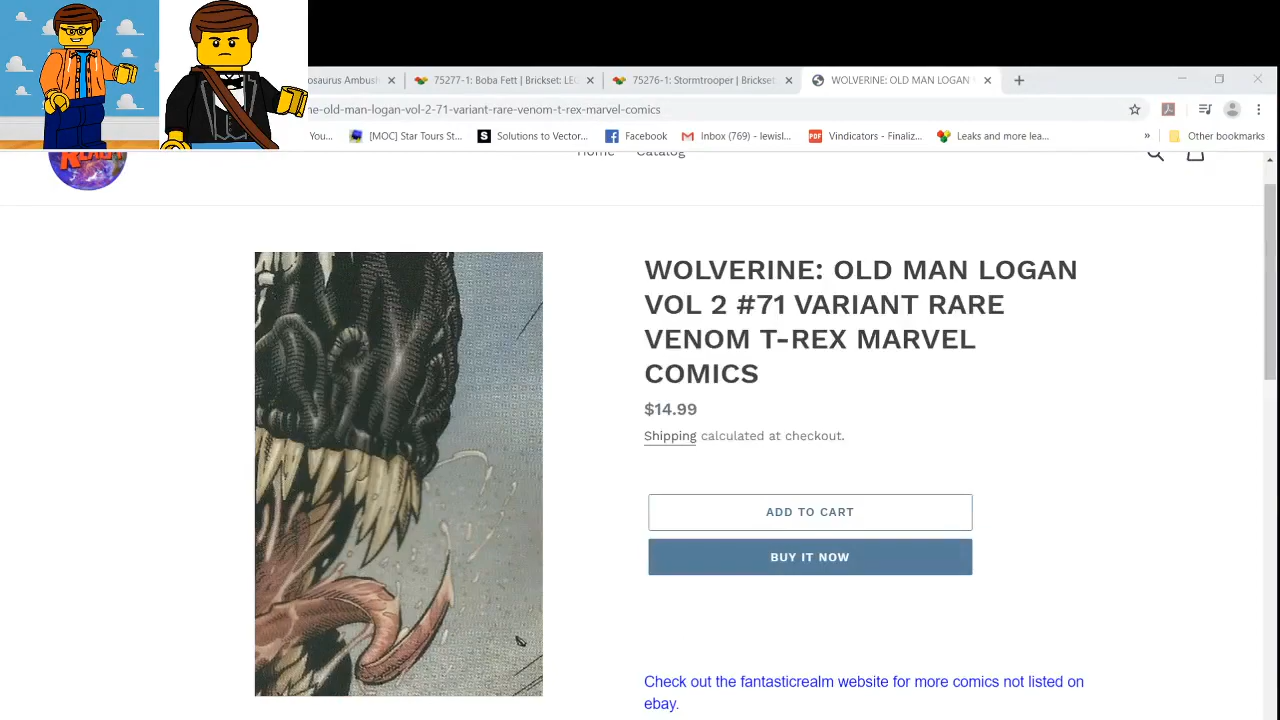 osaurus Ambus
75277-1: Boba Fett | Brickset: LE
75276-1: Stormtrooper | Brickset:
WOLVERINE: OLD MAN LOGAN
e-old-man-logan-vol-2-71-variant-rare-venom-t-rex-marvel-comics
You...
[MOC] Star Tours St...
Solutions to Vector...
Facebook
Inbox (769) - lewisl...
Vindicators - Finaliz...
Leaks and more lea...
»
Other bookmarks
REALM
Home
Catalog
WOLVERINE: OLD MAN LOGAN
VOL 2 #71 VARIANT RARE
VENOM T-REX MARVEL
COMICS
$14.99
Shipping calculated at checkout.
ADD TO CART
BUY IT NOW
Check out the fantasticrealm website for more comics not listed on
ebay.